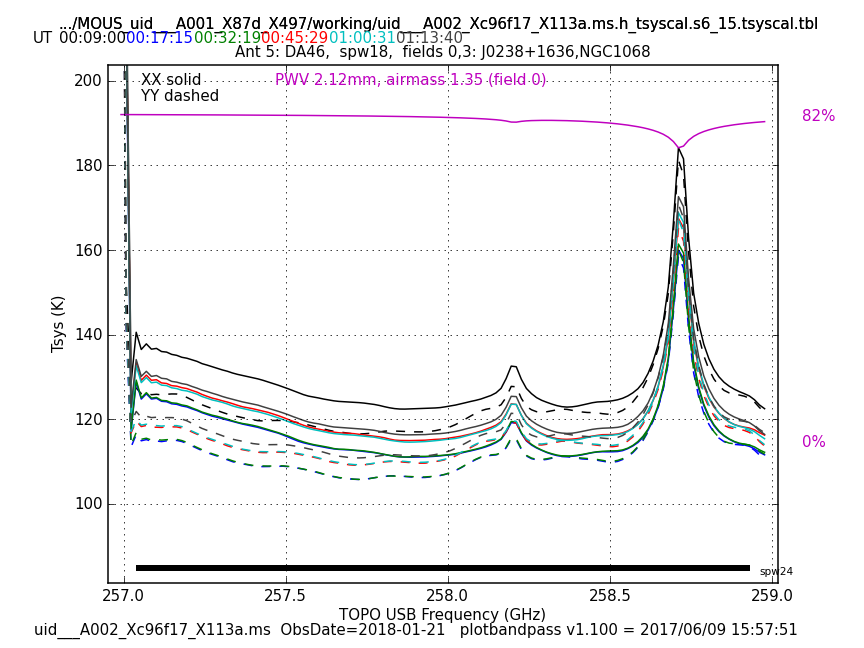 ../MOUS_uid___A001_X87d_X497/working/uid___A002_Xc96f17_X113a.ms.h_tsyscal.s6_15.tsyscal.tbl
UT 00:09:00 00:17:15 00:32:19 00:45:29 01:00:31 01:13:40
Ant 5: DA46, spw18, fields 0,3: J0238+1636,NGC1068
XX solid
YY dashed
PWV 2.12mm, airmass 1.35 (field 0)
82%
0%
Tsys (K)
200
180
160
140
120
100
spw24
257.0 257.5 258.0 258.5 259.0
TOPO USB Frequency (GHz)
uid___A002_Xc96f17_X113a.ms ObsDate=2018-01-21 plotbandpass v1.100 = 2017/06/09 15:57:51